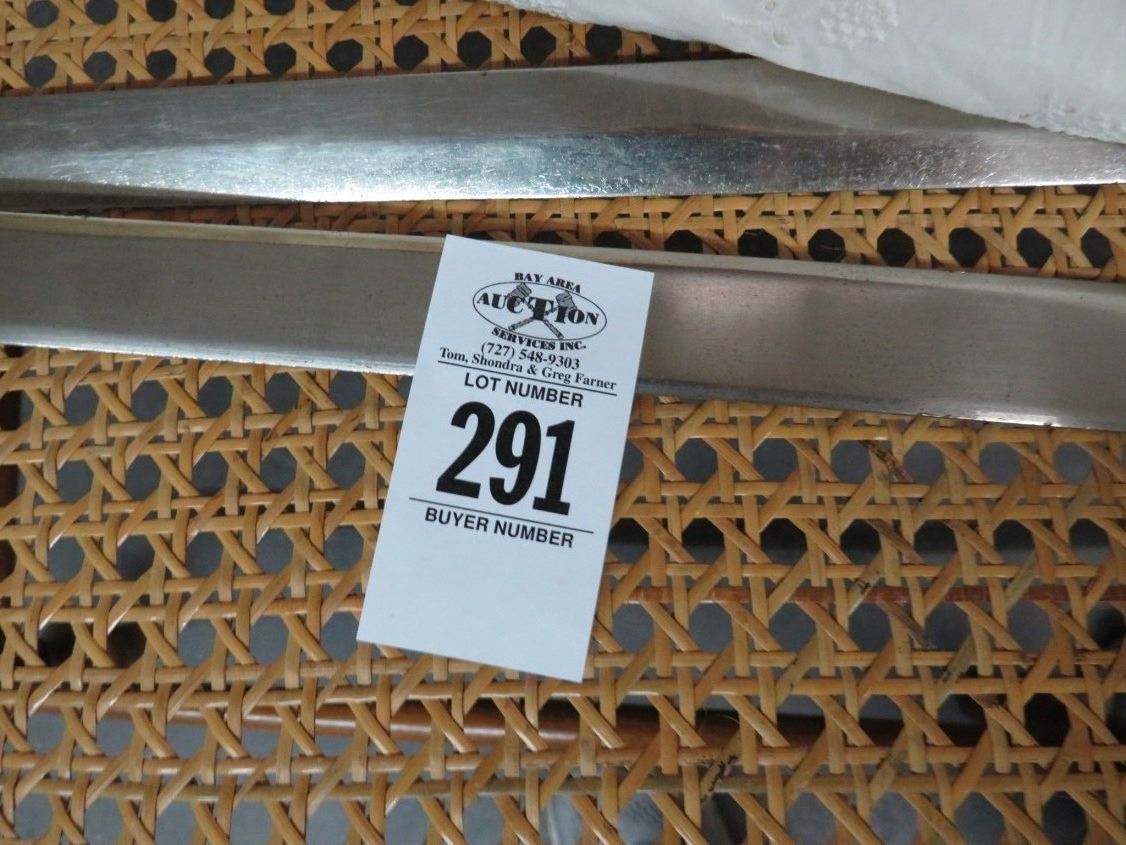 BAY AREA
AUCTION
SERVICES INC.
(727) 548-9303
Tom, Shondra & Greg Farner
LOT NUMBER
291
BUYER NUMBER